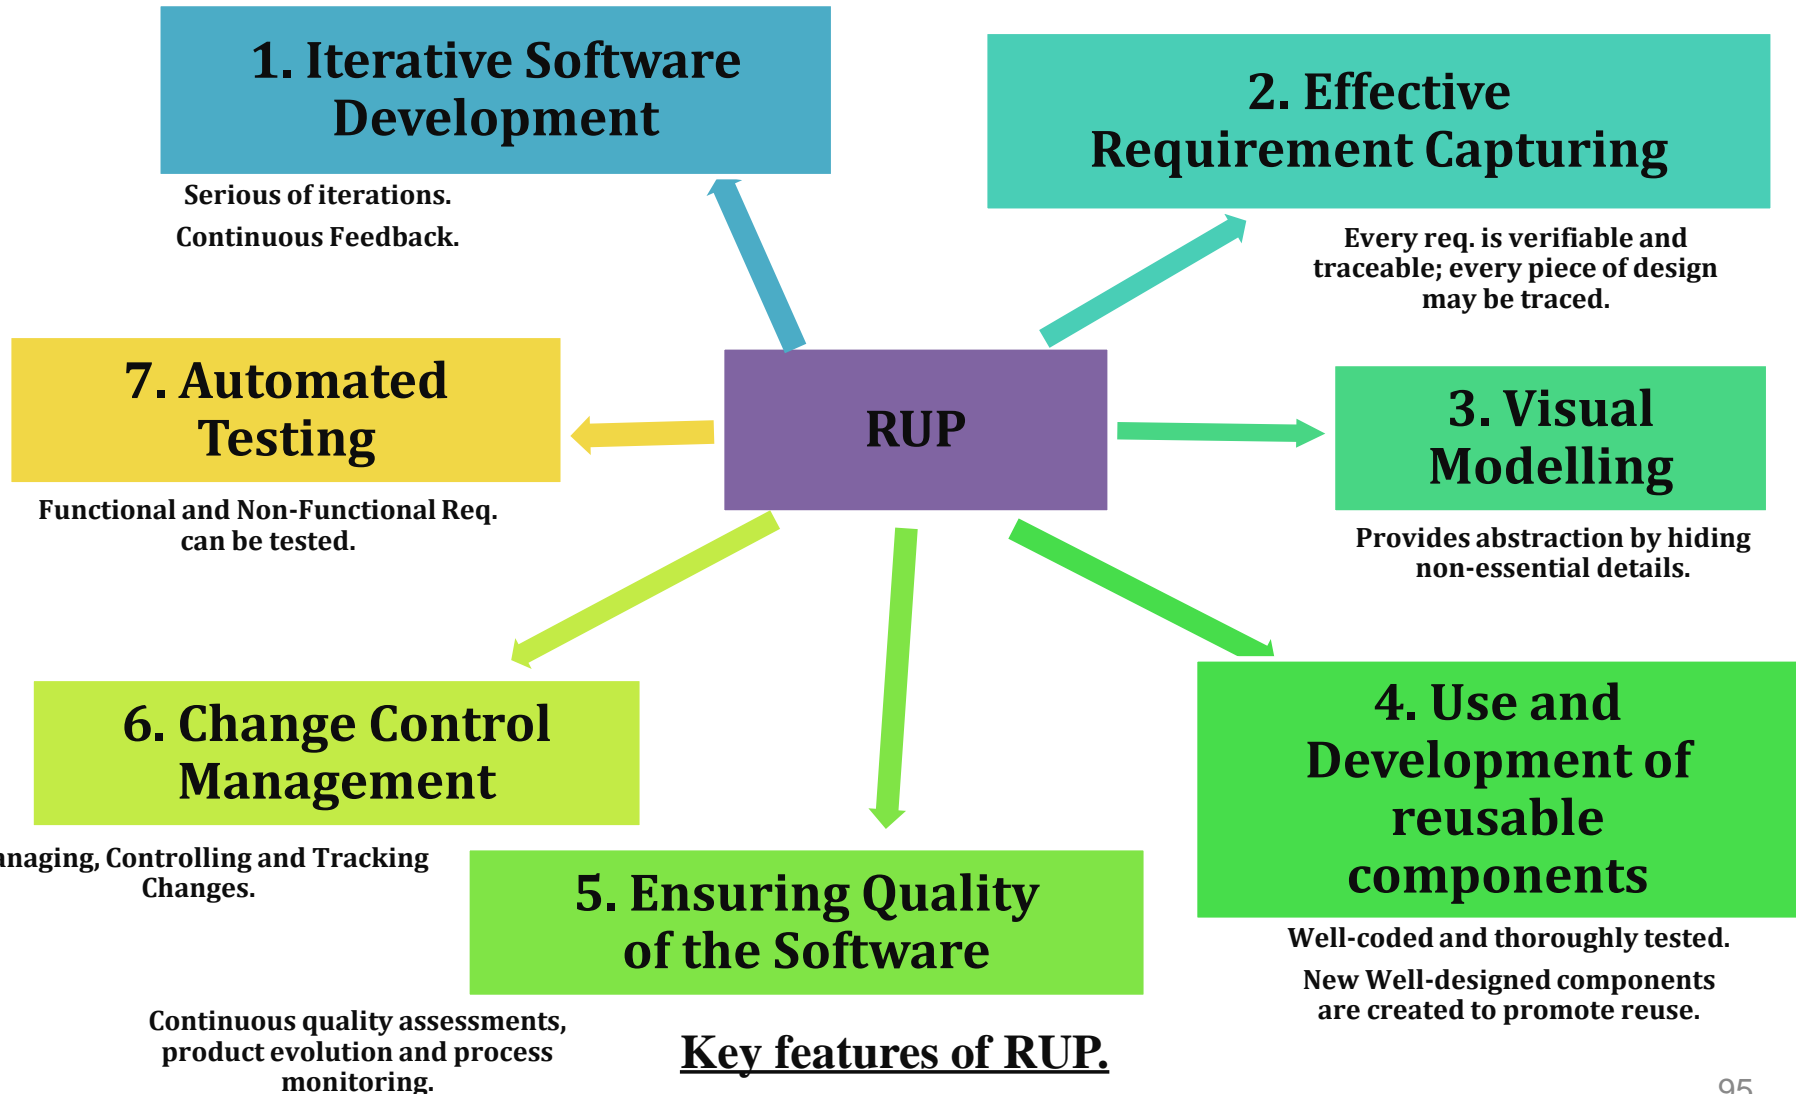 1. Iterative Software
Development
Serious of iterations.
Continuous Feedback.
2. Effective
Requirement Capturing
Every req. is verifiable and
traceable; every piece of design
may be traced.
7. Automated
Testing
Functional and Non-Functional Req.
can be tested.
RUP
3. Visual
Modelling
Provides abstraction by hiding
non-essential details.
6. Change Control
Management
anaging, Controlling and Tracking
Changes.
4. Use and
Development of
reusable
components
Well-coded and thoroughly tested.
New Well-designed components
are created to promote reuse.
5. Ensuring Quality
of the Software
Continuous quality assessments,
product evolution and process
monitoring.
Key features of RUP.
95